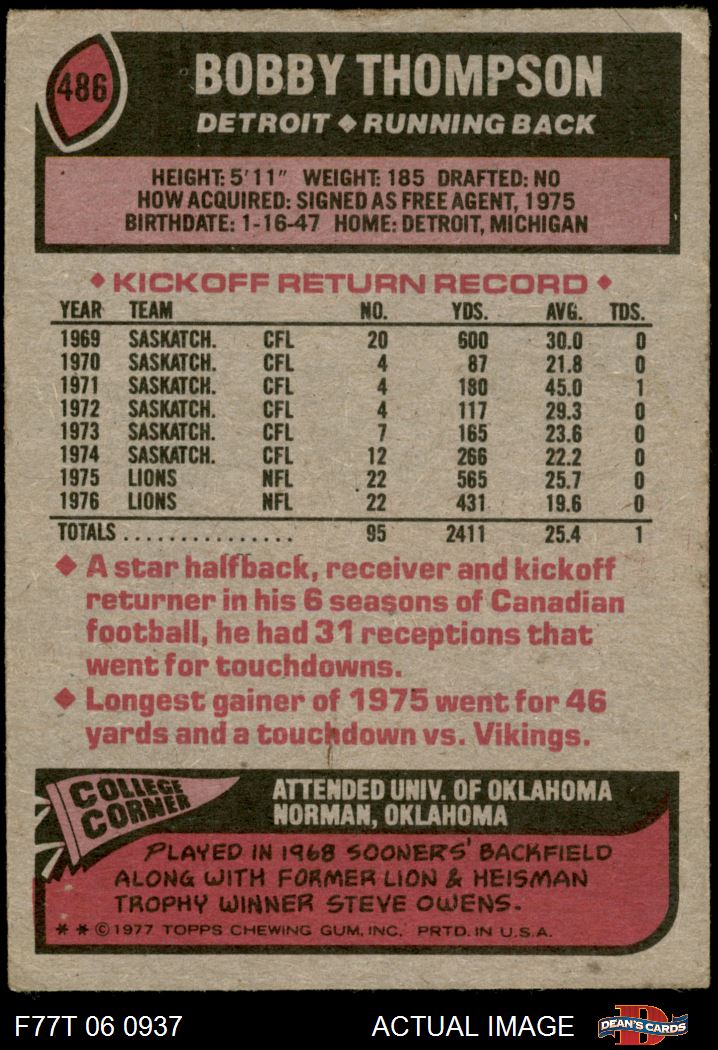 486
BOBBY THOMPSON
DETROIT ◆ RUNNING BACK
HEIGHT: 5'11" WEIGHT: 185 DRAFTED: NO
HOW ACQUIRED: SIGNED AS FREE AGENT, 1975
BIRTHDATE: 1-16-47 HOME: DETROIT, MICHIGAN
◆ KICKOFF RETURN RECORD ◆
YEAR TEAM NO. YDS. AVG. TDS.
1969 SASKATCH. CFL 20 600 30.0 0
1970 SASKATCH. CFL 4 87 21.8 0
1971 SASKATCH. CFL 4 180 45.0 1
1972 SASKATCH. CFL 4 117 29.3 0
1973 SASKATCH. CFL 7 165 23.6 0
1974 SASKATCH. CFL 12 266 22.2 0
1975 LIONS NFL 22 565 25.7 0
1976 LIONS NFL 22 431 19.6 0
TOTALS ............... 95 2411 25.4 1
◆ A star halfback, receiver and kickoff
returner in his 6 seasons of Canadian
football, he had 31 receptions that
went for touchdowns.
◆ Longest gainer of 1975 went for 46
yards and a touchdown vs. Vikings.
COLLEGE
CORNER
ATTENDED UNIV. OF OKLAHOMA
NORMAN, OKLAHOMA
PLAYED IN 1968 SOONERS' BACKFIELD
ALONG WITH FORMER LION & HEISMAN
TROPHY WINNER STEVE OWENS.
* * © 1977 TOPPS CHEWING GUM, INC. PRTD. IN U.S.A.
F77T 06 0937 ACTUAL IMAGE
D
DEAN'S CARDS